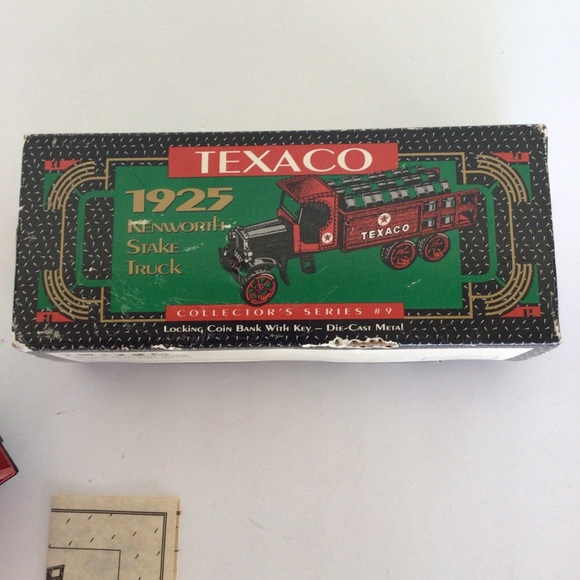 TEXACO
1925
KENWORTH
STAKE
TRUCK
TEXACO
COLLECTOR'S SERIES #9
LOCKING COIN BANK WITH KEY – DIE-CAST METAL